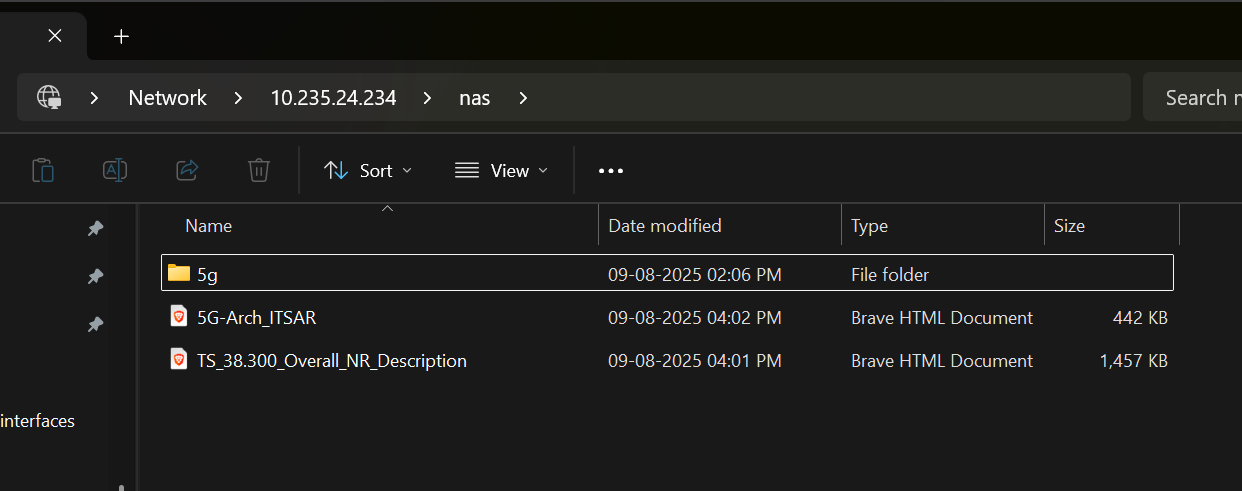 Network > 10.235.24.234 > nas >
Search
Sort
View
Name Date modified Type Size
5g 09-08-2025 02:06 PM File folder
5G-Arch_ITSAR 09-08-2025 04:02 PM Brave HTML Document 442 KB
TS_38.300_Overall_NR_Description 09-08-2025 04:01 PM Brave HTML Document 1,457 KB
interfaces